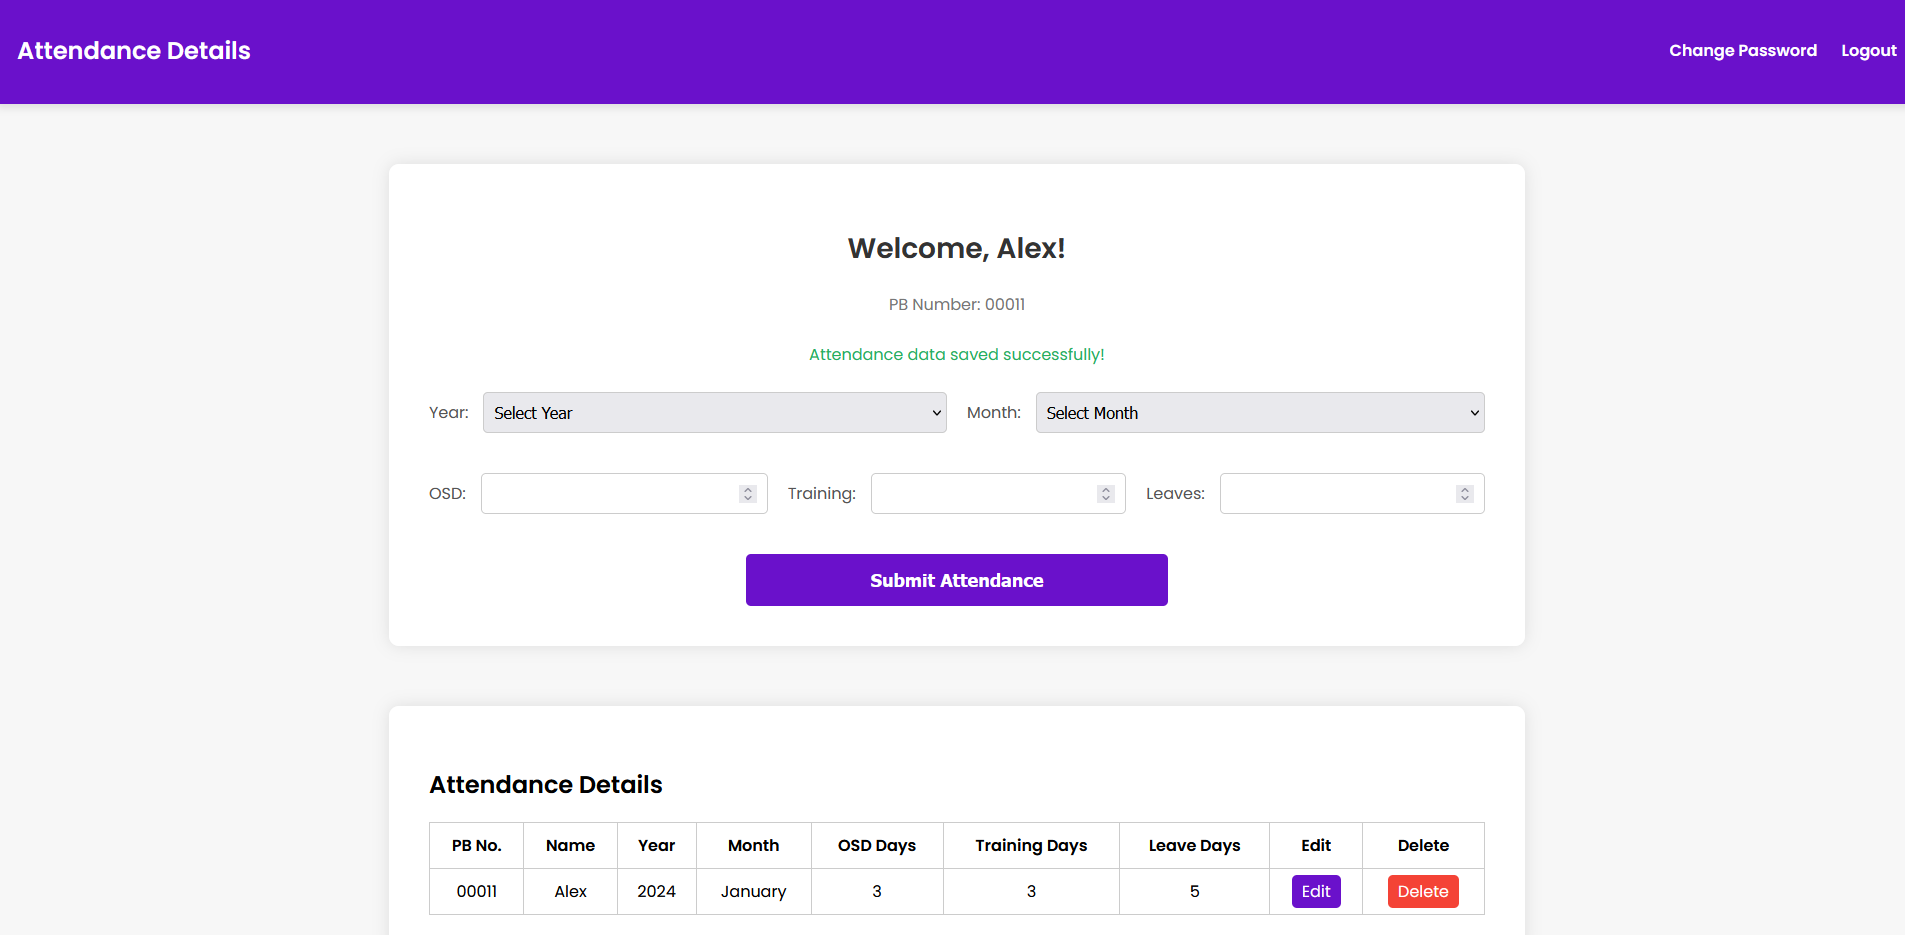 Attendance Details
Change Password Logout
Welcome, Alex!
PB Number: 00011
Attendance data saved successfully!
Year: Select Year Month: Select Month
OSD: Training: Leaves:
Submit Attendance
Attendance Details
PB No. Name Year Month OSD Days Training Days Leave Days Edit Delete
00011 Alex 2024 January 3 3 5 Edit Delete